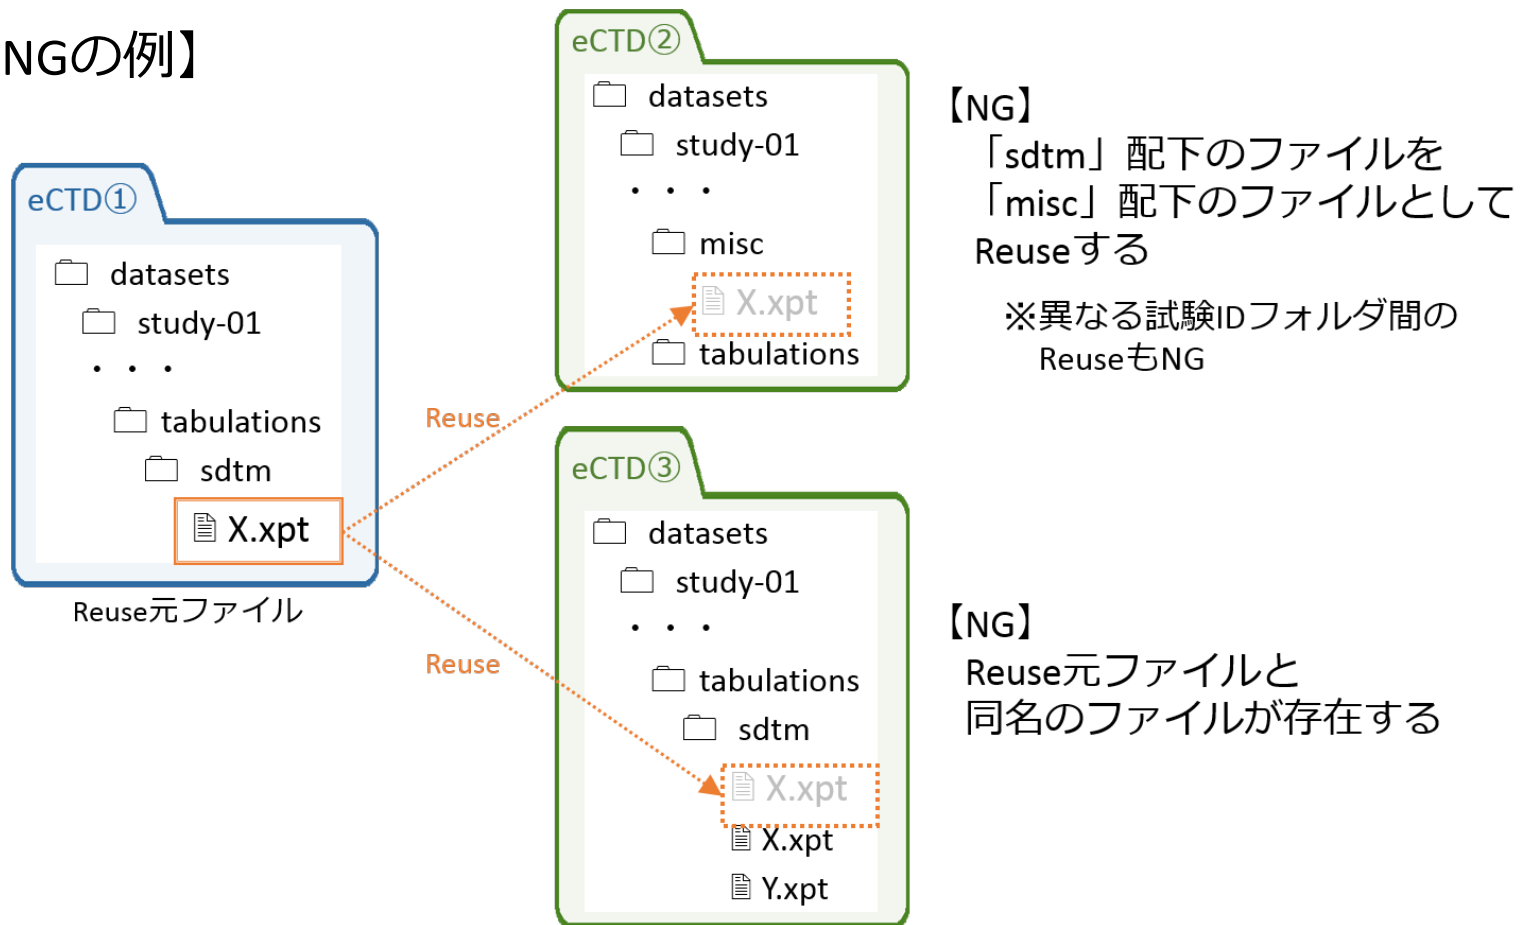 NGの例】
eCTD①
datasets
study-01
・・・
tabulations
sdtm
X.xpt
Reuse元ファイル
Reuse
Reuse
eCTD②
datasets
study-01
・・・
misc
X.xpt
tabulations
【NG】
「sdtm」配下のファイルを
「misc」配下のファイルとして
Reuseする
※異なる試験IDフォルダ間の
ReuseもNG
eCTD③
datasets
study-01
・・・
tabulations
sdtm
X.xpt
X.xpt
Y.xpt
【NG】
Reuse元ファイルと
同名のファイルが存在する